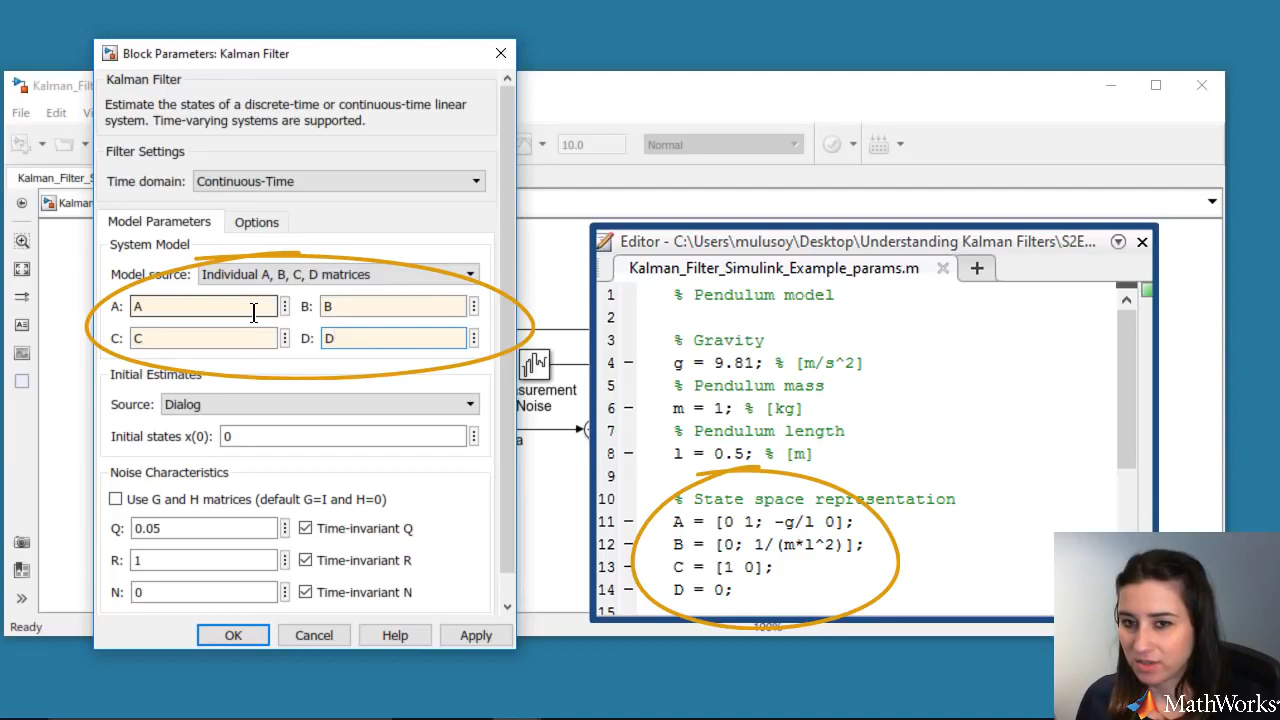 Block Parameters: Kalman Filter
Kalman Filter
Estimate the states of a discrete-time or continuous-time linear
system. Time-varying systems are supported.
Filter Settings
Time domain: Continuous-Time
Model Parameters Options
System Model
Model source: Individual A, B, C, D matrices
A: A B: B
C: C D: D
Initial Estimates
Source: Dialog
Initial states x(0): 0
Noise Characteristics
Use G and H matrices (default G=I and H=0)
Q: 0.05 Time-invariant Q
R: 1 Time-invariant R
N: 0 Time-invariant N
OK Cancel Help Apply
Kalman_Filt
File Edit Vi
10.0 Normal
Kalman_Filter_S
Kalman
surement
Noise
a
Ready
100%
Editor - C:\Users\mulusoy\Desktop\Understanding Kalman Filters\S2E...
Kalman_Filter_Simulink_Example_params.m
1 % Pendulum model
2
3 % Gravity
4 g = 9.81; % [m/s^2]
5 % Pendulum mass
6 m = 1; % [kg]
7 % Pendulum length
8 l = 0.5; % [m]
9
10 % State space representation
11 A = [0 1; -g/l 0];
12 B = [0; 1/(m*l^2)];
13 C = [1 0];
14 D = 0;
15
MathWorks